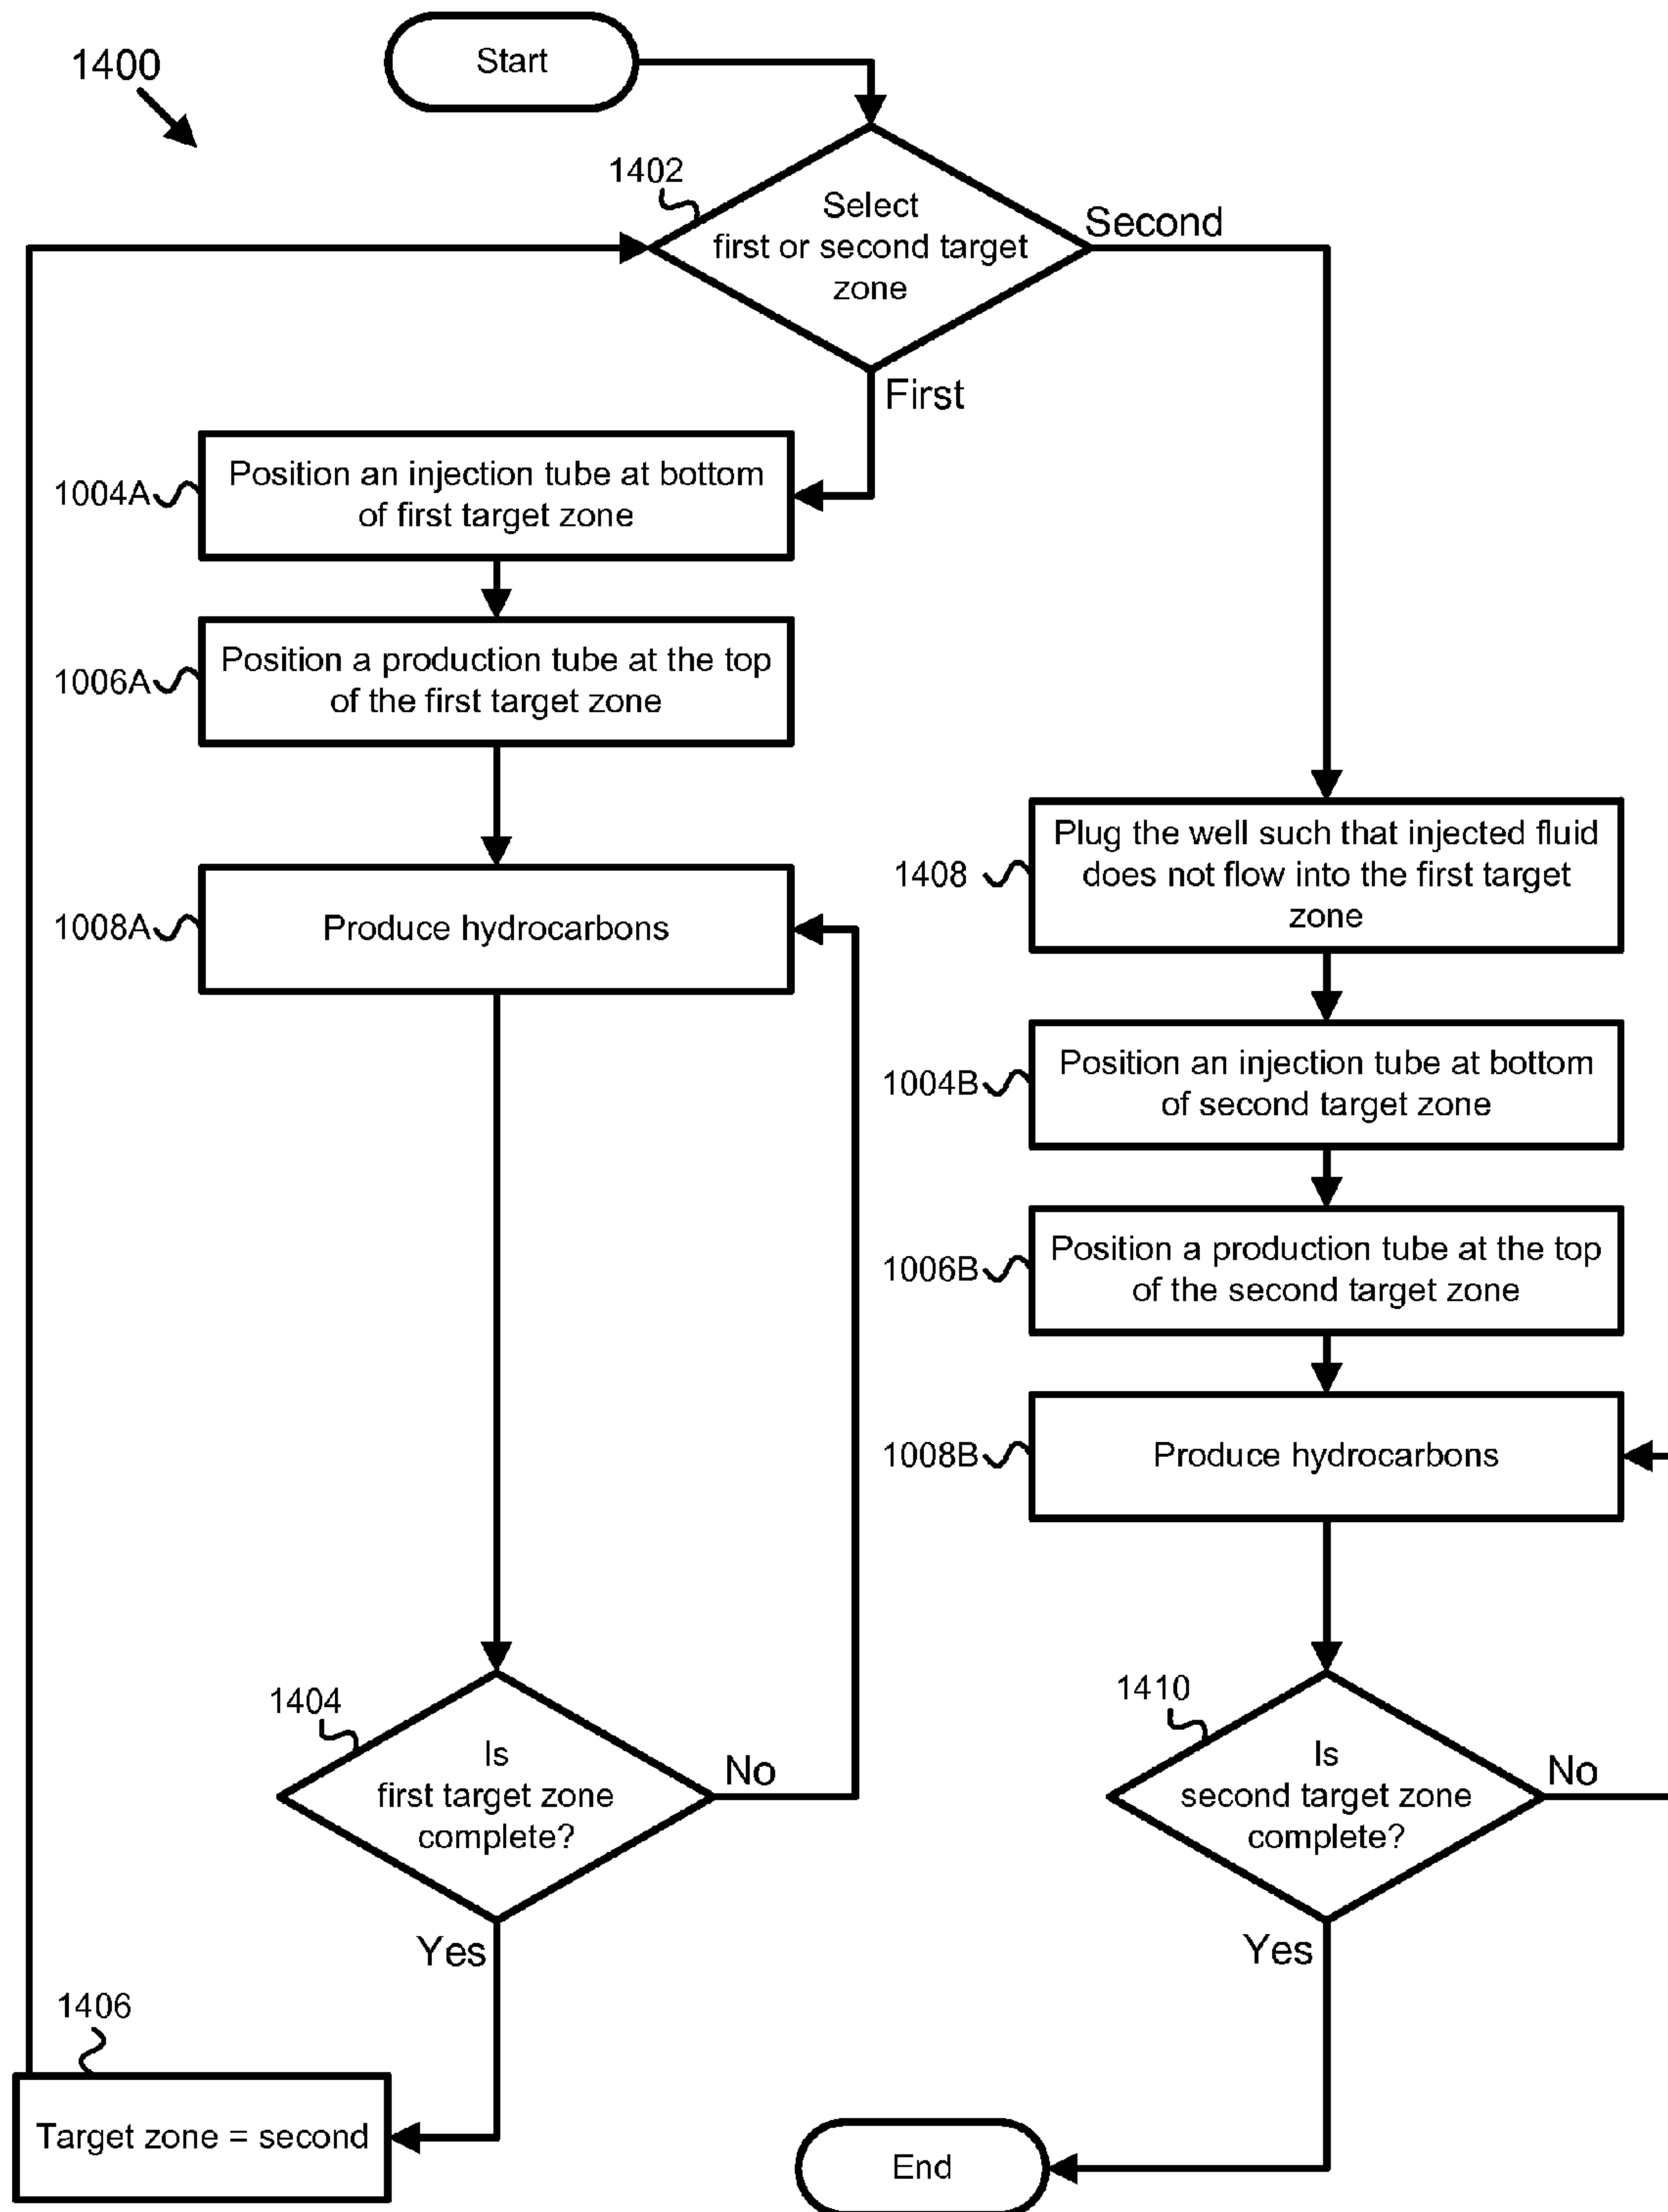 1400
Start
1402
Select
first or second target
zone
Second
First
1004A
Position an injection tube at bottom
of first target zone
1006A
Position a production tube at the top
of the first target zone
1008A
Produce hydrocarbons
1408
Plug the well such that injected fluid
does not flow into the first target
zone
1004B
Position an injection tube at bottom
of second target zone
1006B
Position a production tube at the top
of the second target zone
1008B
Produce hydrocarbons
1404
Is
first target zone
complete?
No
Yes
1406
Target zone = second
1410
Is
second target zone
complete?
No
Yes
End